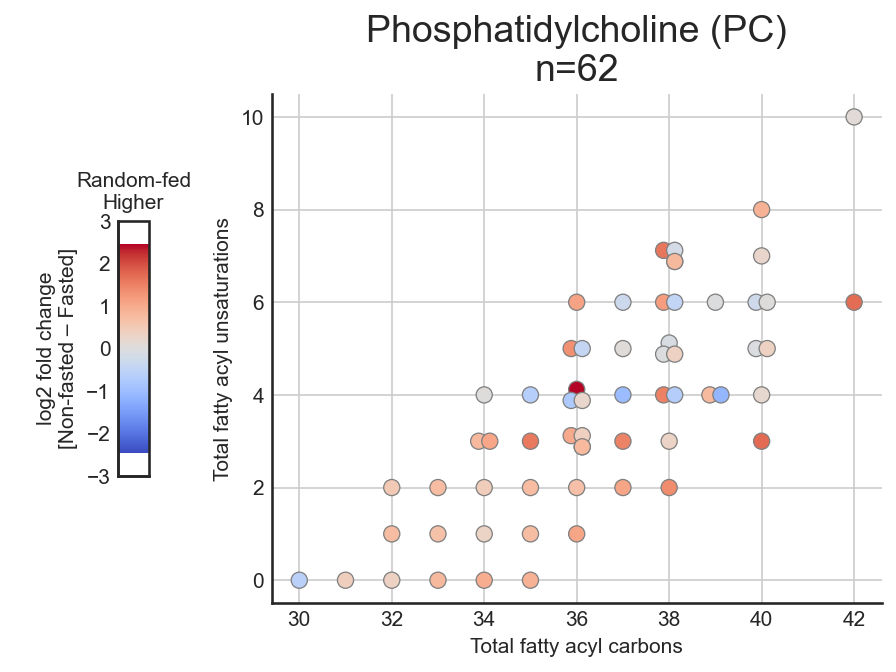 Phosphatidylcholine (PC)
n=62
Random-fed
Higher
3
2
1
0
−1
−2
−3
log2 fold change
[Non-fasted – Fasted]
Total fatty acyl unsaturations
10
8
6
4
2
0
30 32 34 36 38 40 42
Total fatty acyl carbons